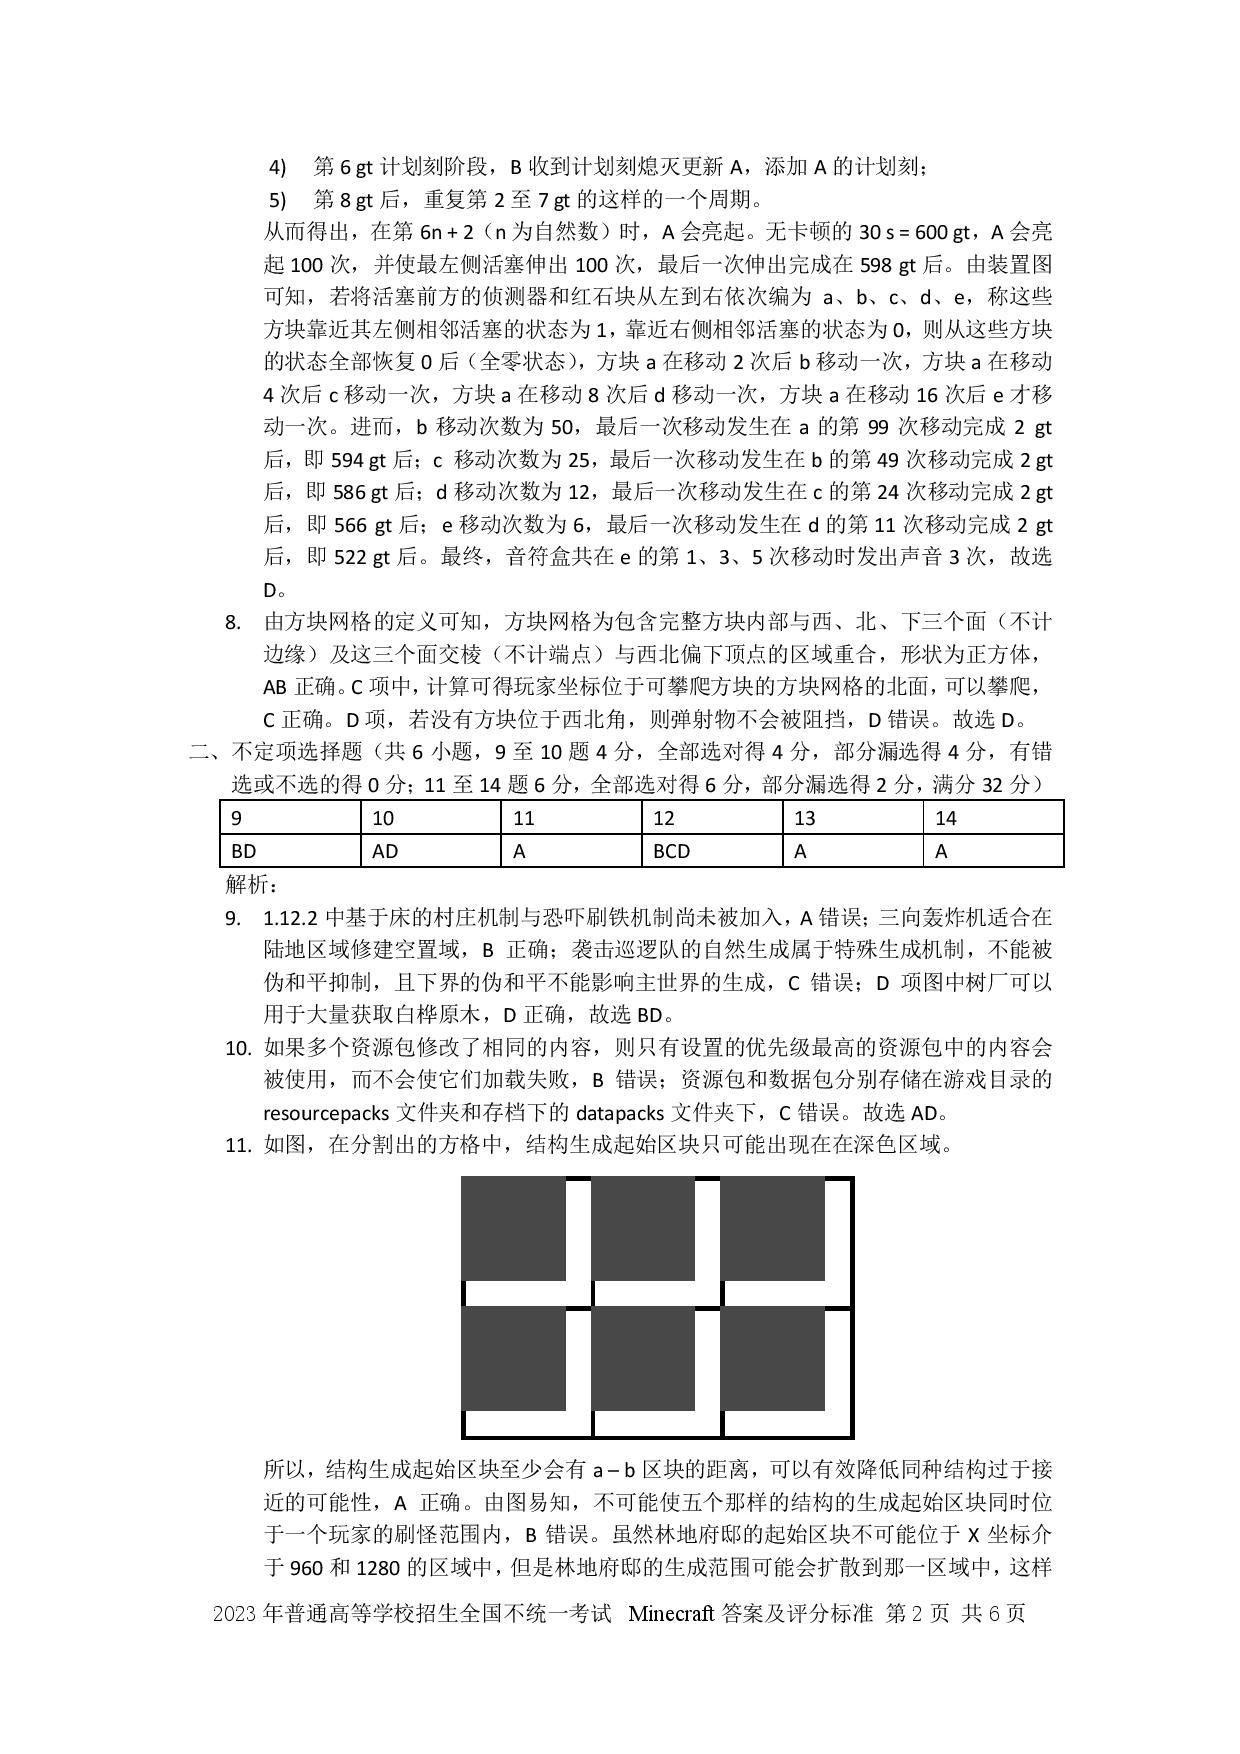 4) 第 6 gt 计划刻阶段，B 收到计划刻熄灭更新 A，添加 A 的计划刻；
5) 第 8 gt 后，重复第 2 至 7 gt 的这样的一个周期。
从而得出，在第 6n + 2（n 为自然数）时，A 会亮起。无卡顿的 30 s = 600 gt，A 会亮
起 100 次，并使最左侧活塞伸出 100 次，最后一次伸出完成在 598 gt 后。由装置图
可知，若将活塞前方的侦测器和红石块从左到右依次编为 a、b、c、d、e，称这些
方块靠近其左侧相邻活塞的状态为 1，靠近右侧相邻活塞的状态为 0，则从这些方块
的状态全部恢复 0 后（全零状态），方块 a 在移动 2 次后 b 移动一次，方块 a 在移动
4 次后 c 移动一次，方块 a 在移动 8 次后 d 移动一次，方块 a 在移动 16 次后 e 才移
动一次。进而，b 移动次数为 50，最后一次移动发生在 a 的第 99 次移动完成 2 gt
后，即 594 gt 后；c 移动次数为 25，最后一次移动发生在 b 的第 49 次移动完成 2 gt
后，即 586 gt 后；d 移动次数为 12，最后一次移动发生在 c 的第 24 次移动完成 2 gt
后，即 566 gt 后；e 移动次数为 6，最后一次移动发生在 d 的第 11 次移动完成 2 gt
后，即 522 gt 后。最终，音符盒共在 e 的第 1、3、5 次移动时发出声音 3 次，故选
D。
8. 由方块网格的定义可知，方块网格为包含完整方块内部与西、北、下三个面（不计
边缘）及这三个面交棱（不计端点）与西北偏下顶点的区域重合，形状为正方体，
AB 正确。C 项中，计算可得玩家坐标位于可攀爬方块的方块网格的北面，可以攀爬，
C 正确。D 项，若没有方块位于西北角，则弹射物不会被阻挡，D 错误。故选 D。
二、不定项选择题（共 6 小题，9 至 10 题 4 分，全部选对得 4 分，部分漏选得 4 分，有错
选或不选的得 0 分；11 至 14 题 6 分，全部选对得 6 分，部分漏选得 2 分，满分 32 分）
9 10 11 12 13 14
BD AD A BCD A A
解析：
9. 1.12.2 中基于床的村庄机制与恐吓刷铁机制尚未被加入，A 错误；三向轰炸机适合在
陆地区域修建空置域，B 正确；袭击巡逻队的自然生成属于特殊生成机制，不能被
伪和平抑制，且下界的伪和平不能影响主世界的生成，C 错误；D 项图中树厂可以
用于大量获取白桦原木，D 正确，故选 BD。
10. 如果多个资源包修改了相同的内容，则只有设置的优先级最高的资源包中的内容会
被使用，而不会使它们加载失败，B 错误；资源包和数据包分别存储在游戏目录的
resourcepacks 文件夹和存档下的 datapacks 文件夹下，C 错误。故选 AD。
11. 如图，在分割出的方格中，结构生成起始区块只可能出现在在深色区域。
所以，结构生成起始区块至少会有 a – b 区块的距离，可以有效降低同种结构过于接
近的可能性，A 正确。由图易知，不可能使五个那样的结构的生成起始区块同时位
于一个玩家的刷怪范围内，B 错误。虽然林地府邸的起始区块不可能位于 X 坐标介
于 960 和 1280 的区域中，但是林地府邸的生成范围可能会扩散到那一区域中，这样
2023 年普通高等学校招生全国不统一考试 Minecraft 答案及评分标准 第 2 页 共 6 页